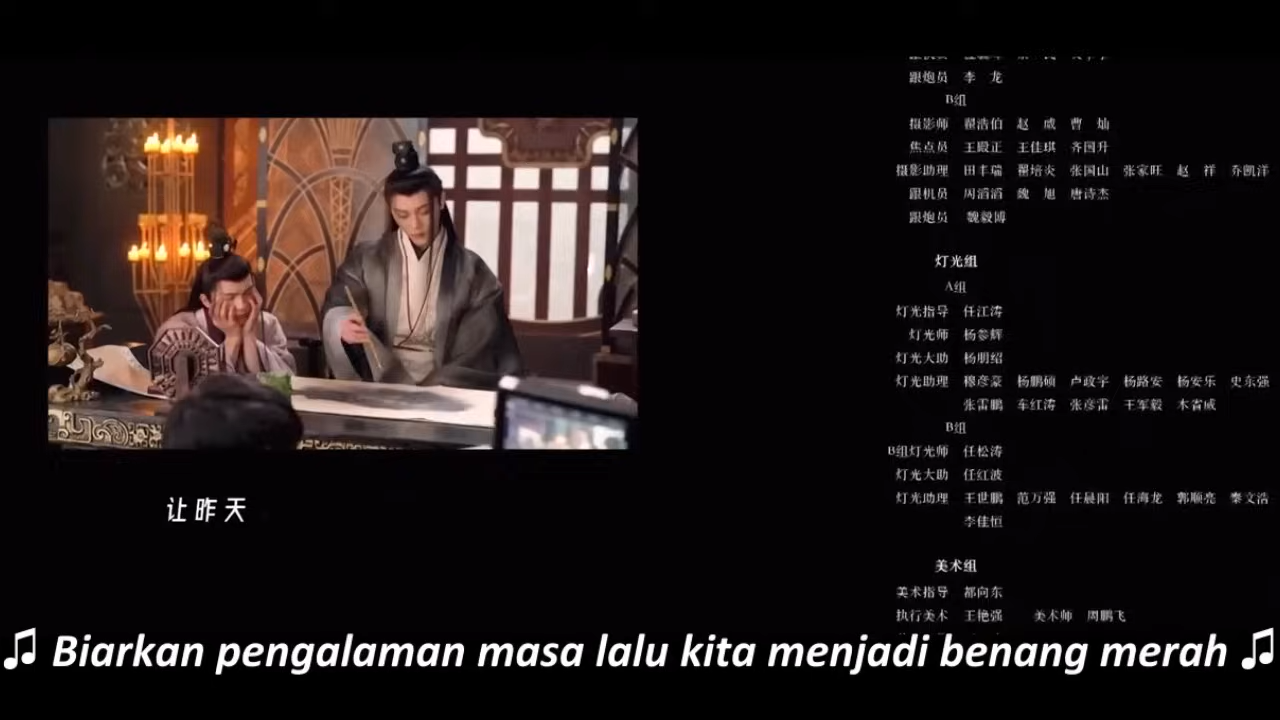 让昨天
跟炮员 李 龙
B组
摄影师 翟浩伯 赵 威 曹 灿
焦点员 王殿正 王佳琪 齐国升
摄影助理 田丰瑞 翟培炎 张国山 张家旺 赵 祥 乔凯洋
跟机员 周滔滔 魏 旭 唐诗杰
跟炮员 魏毅博
灯光组
A组
灯光指导 任江涛
灯光师 杨参辉
灯光大助 杨朋绍
灯光助理 穆彦豪 杨鹏硕 卢政宇 杨路安 杨安乐 史东强
张雷鹏 车红涛 张彦雷 王军毅 木省威
B组
B组灯光师 任松涛
灯光大助 任红波
灯光助理 王世鹏 范万强 任晨阳 任海龙 郭顺亮 秦文浩
李佳恒
美术组
美术指导 都向东
执行美术 王艳强 美术师 周鹏飞
♫ Biarkan pengalaman masa lalu kita menjadi benang merah ♫